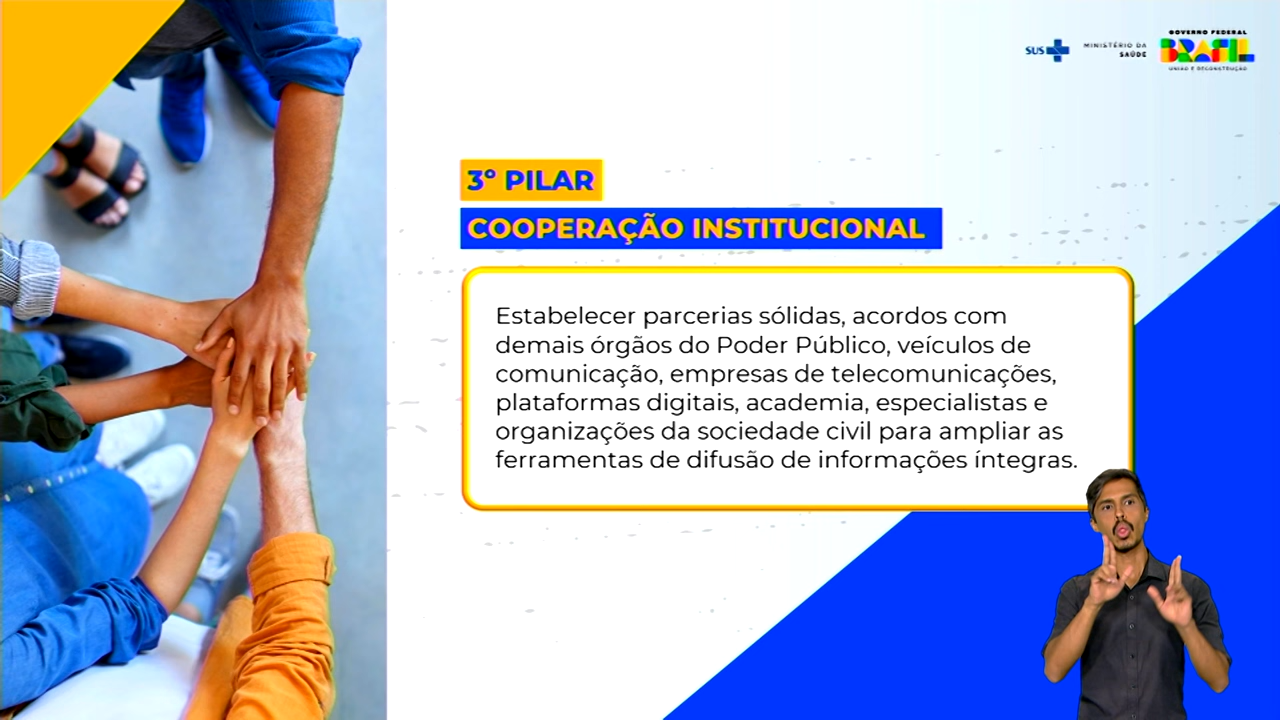 SUS
MINISTÉRIO DA
SAÚDE
GOVERNO FEDERAL
BRASIL
UNIÃO E RECONSTRUÇÃO
3º PILAR
COOPERAÇÃO INSTITUCIONAL
Estabelecer parcerias sólidas, acordos com
demais órgãos do Poder Público, veículos de
comunicação, empresas de telecomunicações,
plataformas digitais, academia, especialistas e
organizações da sociedade civil para ampliar as
ferramentas de difusão de informações íntegras.